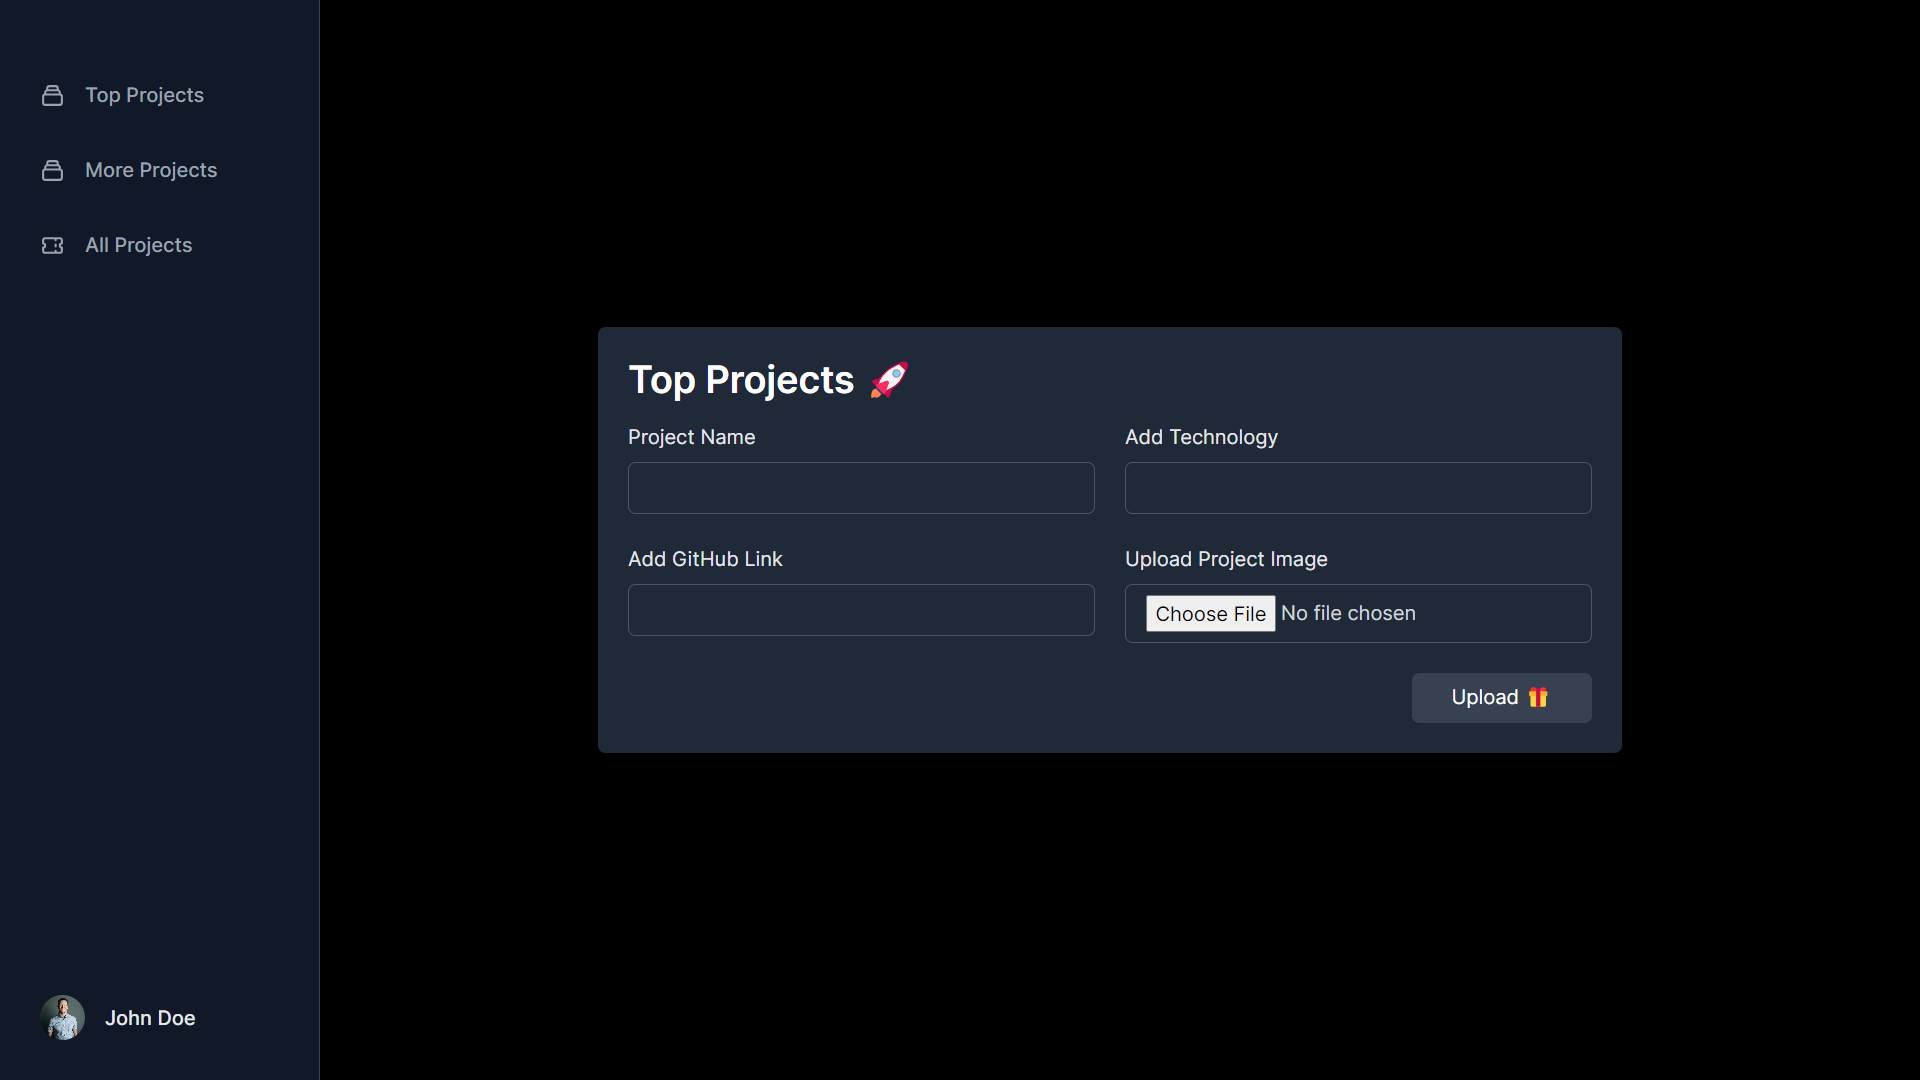 Top Projects
More Projects
All Projects
Top Projects 🚀
Project Name
Add Technology
Add GitHub Link
Upload Project Image
Choose File No file chosen
Upload 🎁
John Doe